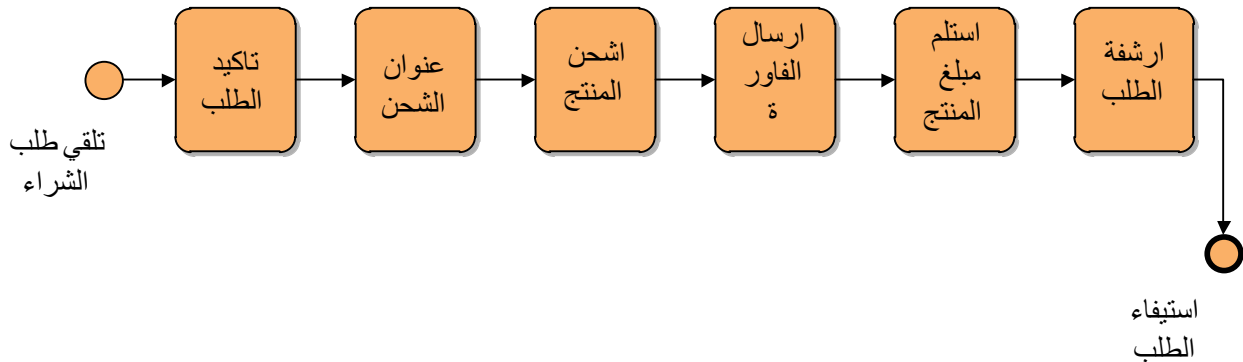 تلقي طلب
الشراء
تاكيد
الطلب
عنوان
الشحن
اشحن
المنتج
ارسال
الفاور
ة
استلم
مبلغ
المنتج
ارشفة
الطلب
استيفاء
الطلب